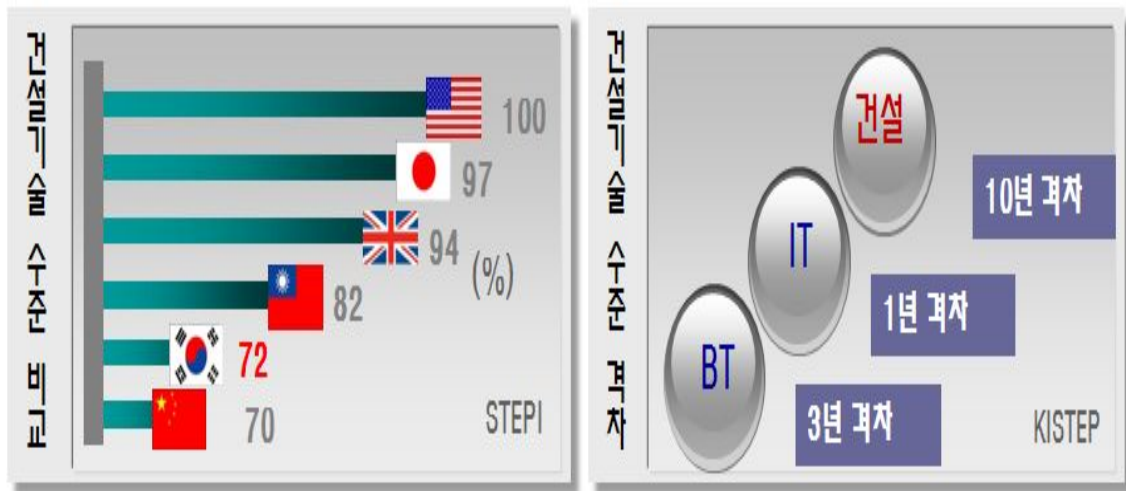 건설기술 수준 비교
100
97
94
(%)
82
72
70
STEPI
건설기술 수준 격차
건설
10년 격차
IT
1년 격차
BT
3년 격차
KISTEP